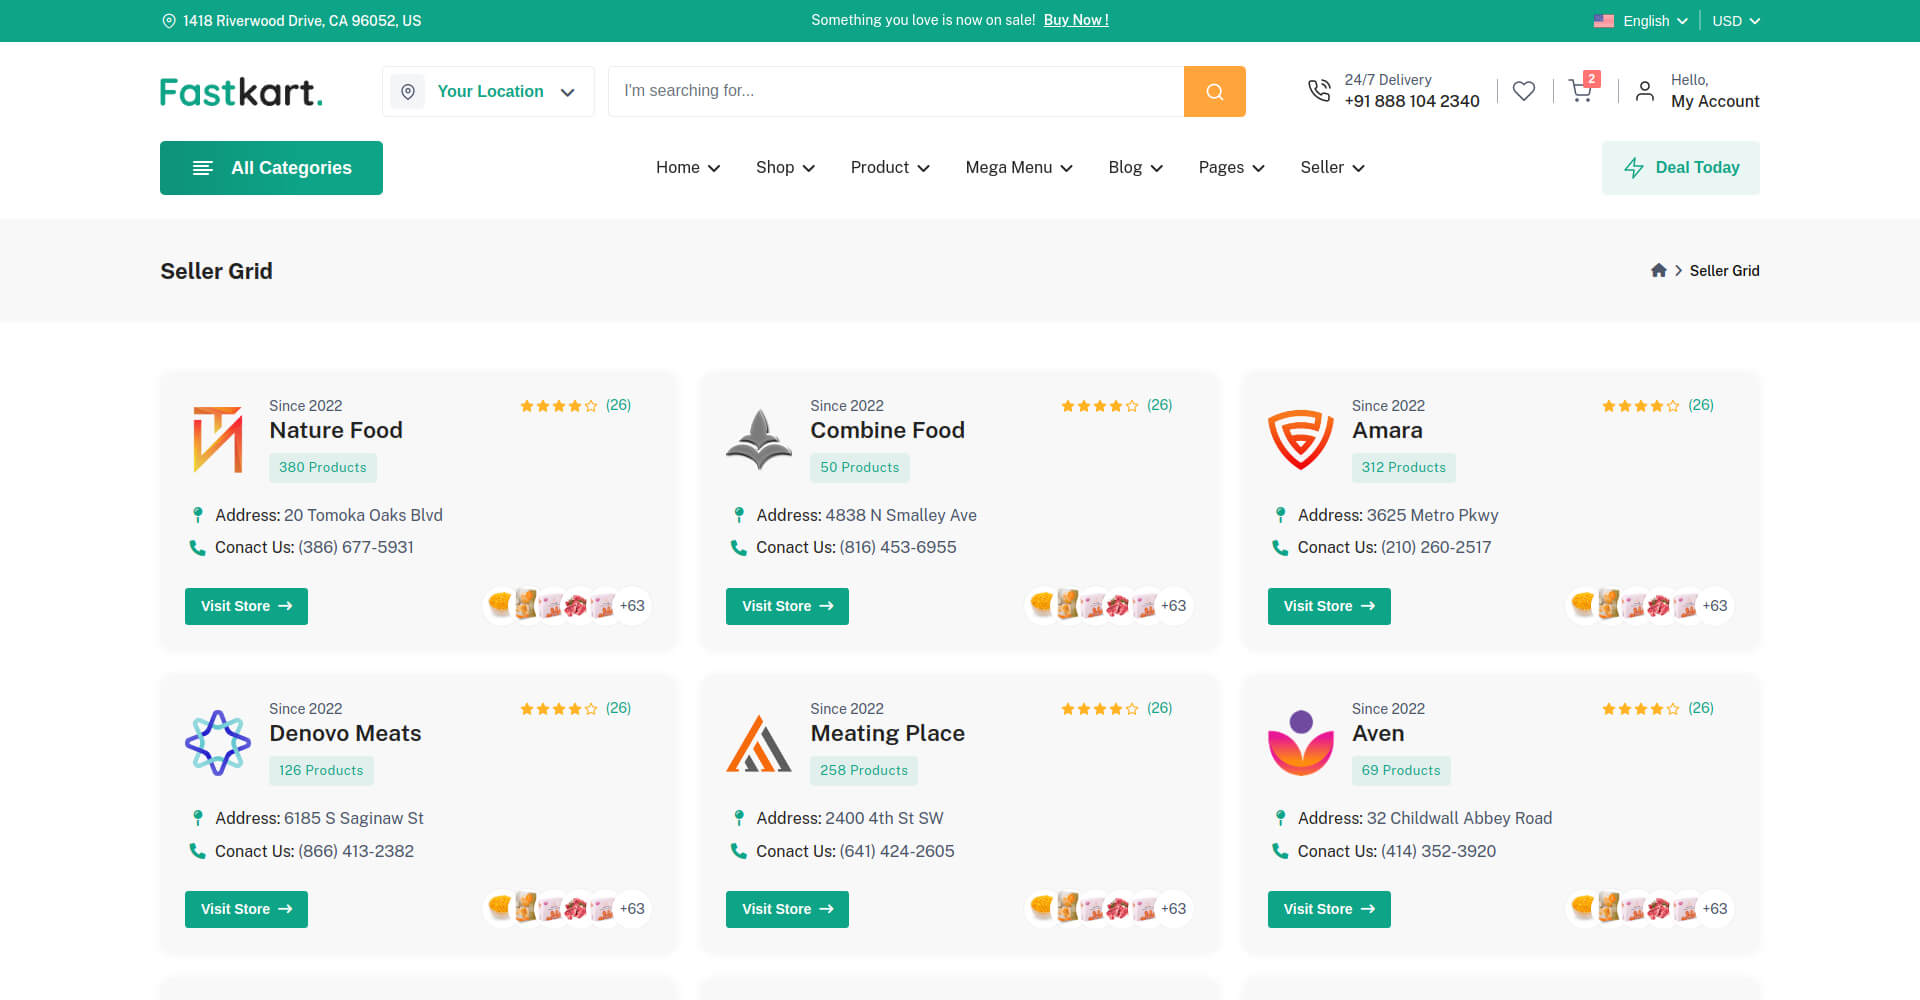 1418 Riverwood Drive, CA 96052, US
Something you love is now on sale! Buy Now !
English
USD
Fastkart.
Your Location
I'm searching for...
24/7 Delivery
+91 888 104 2340
2
Hello,
My Account
All Categories
Home
Shop
Product
Mega Menu
Blog
Pages
Seller
Deal Today
Seller Grid
Seller Grid
Since 2022
(26)
Nature Food
380 Products
Address: 20 Tomoka Oaks Blvd
Conact Us: (386) 677-5931
Visit Store
+63
Since 2022
(26)
Combine Food
50 Products
Address: 4838 N Smalley Ave
Conact Us: (816) 453-6955
Visit Store
+63
Since 2022
(26)
Amara
312 Products
Address: 3625 Metro Pkwy
Conact Us: (210) 260-2517
Visit Store
+63
Since 2022
(26)
Denovo Meats
126 Products
Address: 6185 S Saginaw St
Conact Us: (866) 413-2382
Visit Store
+63
Since 2022
(26)
Meating Place
258 Products
Address: 2400 4th St SW
Conact Us: (641) 424-2605
Visit Store
+63
Since 2022
(26)
Aven
69 Products
Address: 32 Childwall Abbey Road
Conact Us: (414) 352-3920
Visit Store
+63